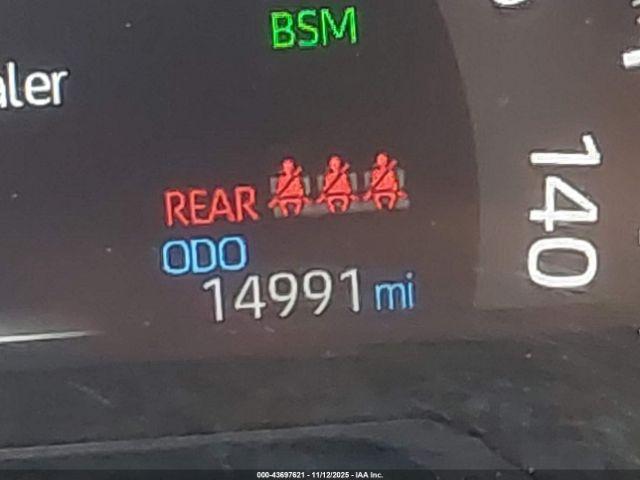 BSM
aler
REAR
ODO
14991 mi
140
000-43697621 - 11/12/2025 - IAA Inc.